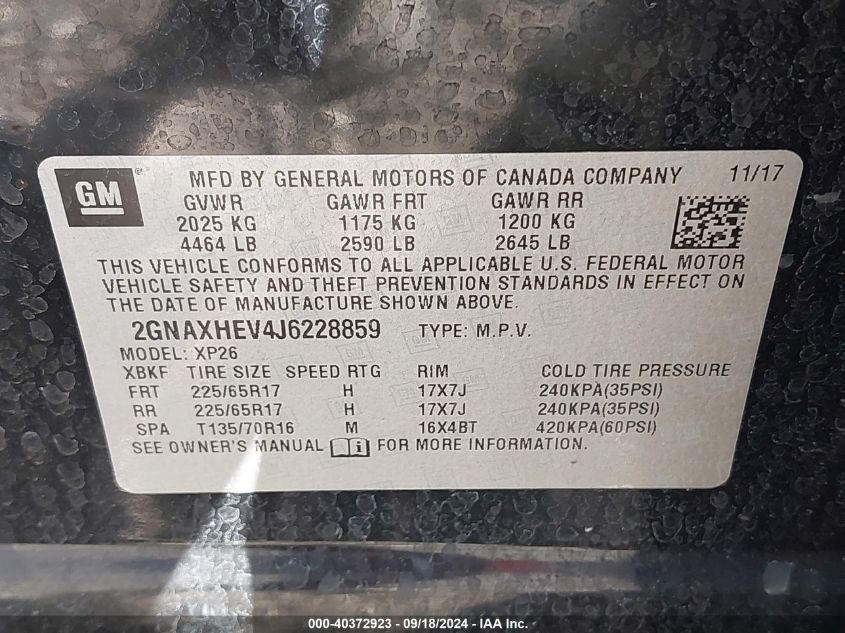 GM
MFD BY GENERAL MOTORS OF CANADA COMPANY 11/17
GVWR GAWR FRT GAWR RR
2025 KG 1175 KG 1200 KG
4464 LB 2590 LB 2645 LB
THIS VEHICLE CONFORMS TO ALL APPLICABLE U.S. FEDERAL MOTOR
VEHICLE SAFETY AND THEFT PREVENTION STANDARDS IN EFFECT ON
THE DATE OF MANUFACTURE SHOWN ABOVE.
2GNAXHEV4J6228859 TYPE: M.P.V.
MODEL: XP26
XBKF TIRE SIZE SPEED RTG RIM COLD TIRE PRESSURE
FRT 225/65R17 H 17X7J 240KPA(35PSI)
RR 225/65R17 H 17X7J 240KPA(35PSI)
SPA T135/70R16 M 16X4BT 420KPA(60PSI)
SEE OWNER'S MANUAL i FOR MORE INFORMATION.
000-40372923 - 09/18/2024 - IAA Inc.